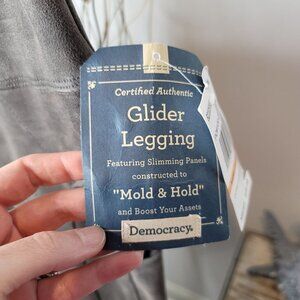 Certified Authentic
Glider
Legging
Featuring Slimming Panels
constructed to
"Mold & Hold"
and Boost Your Assets
Democracy.